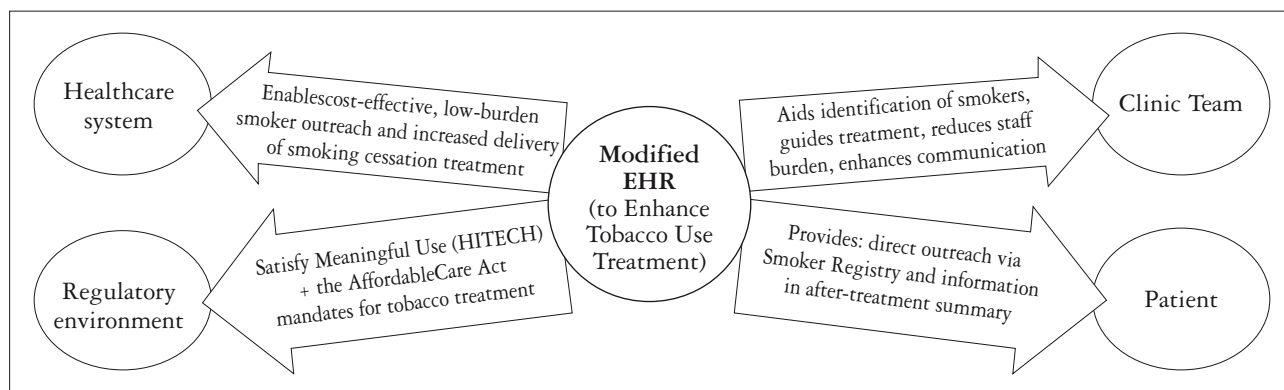 Healthcare
system
Enablescost-effective, low-burden
smoker outreach and increased delivery
of smoking cessation treatment
Modified
EHR
(to Enhance
Tobacco Use
Treatment)
Aids identification of smokers,
guides treatment, reduces staff
burden, enhances communication
Clinic Team
Regulatory
environment
Satisfy Meaningful Use (HITECH)
+ the AffordableCare Act
mandates for tobacco treatment
Provides: direct outreach via
Smoker Registry and information
in after-treatment summary
Patient